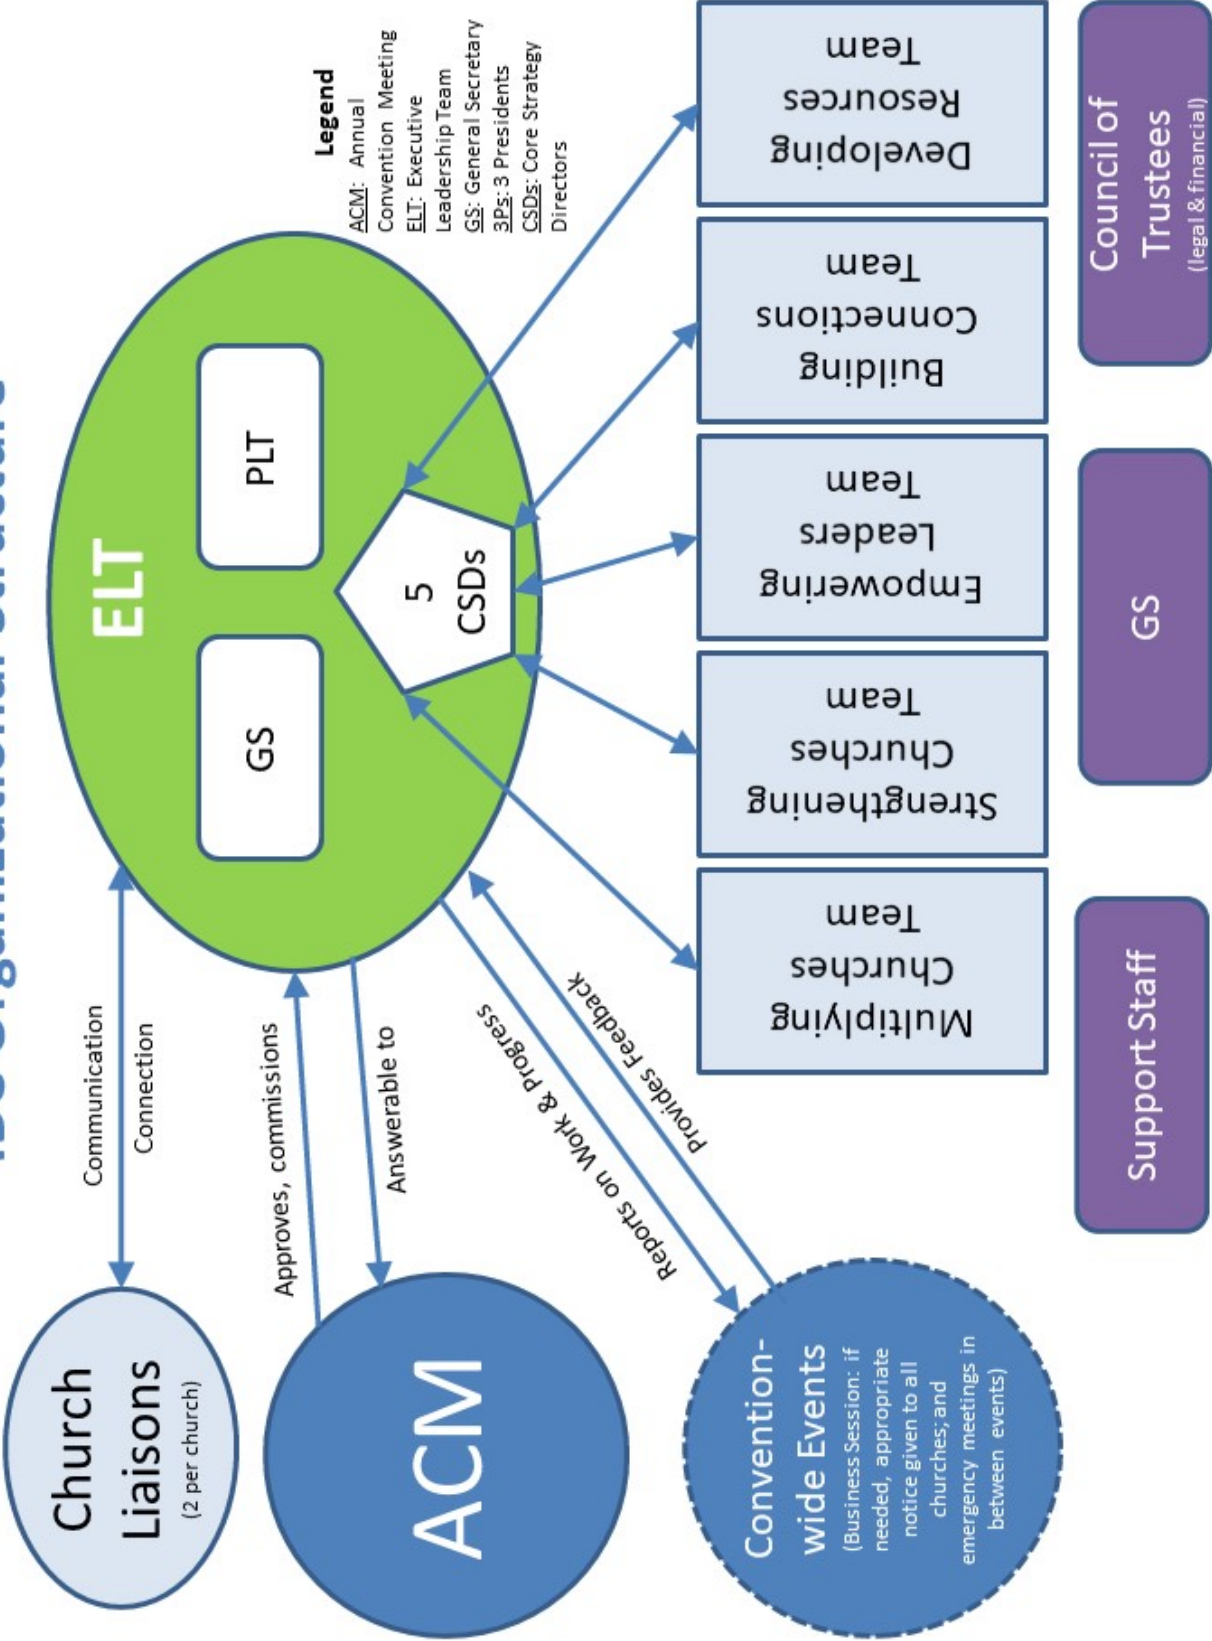 Organizational Structure
Church
Liaisons
(2 per church)
Communication
Connection
ELT
GS
PLT
5
CSDs
Legend
ACM: Annual
Convention Meeting
ELT: Executive
Leadership Team
GS: General Secretary
3Ps: 3 Presidents
CSDs: Core Strategy
Directors
ACM
Approves, commissions
Answerable to
Reports on Work & Progress
Provides Feedback
Convention-
wide Events
(Business Session: if
needed, appropriate
notice given to all
churches; and
emergency meetings in
between events)
Multiplying
Churches
Team
Strengthening
Churches
Team
Empowering
Leaders
Team
Building
Connections
Team
Developing
Resources
Team
Support Staff
GS
Council of
Trustees
(legal & financial)